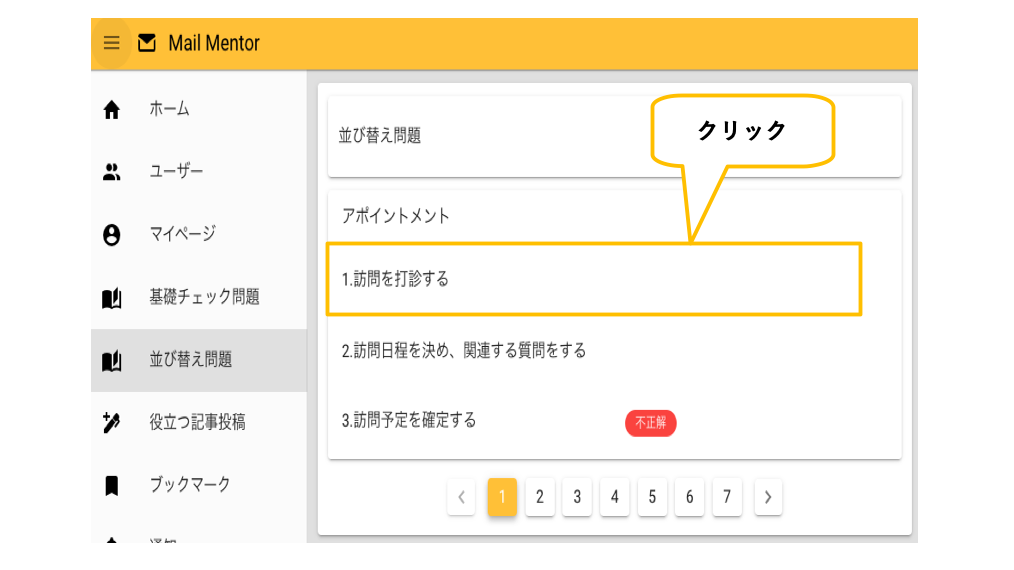 Mail Mentor
ホーム
ユーザー
マイページ
基礎チェック問題
並び替え問題
役立つ記事投稿
ブックマーク
並び替え問題
クリック
アポイントメント
1.訪問を打診する
2.訪問日程を決め、関連する質問をする
3.訪問予定を確定する 不正解
1 2 3 4 5 6 7